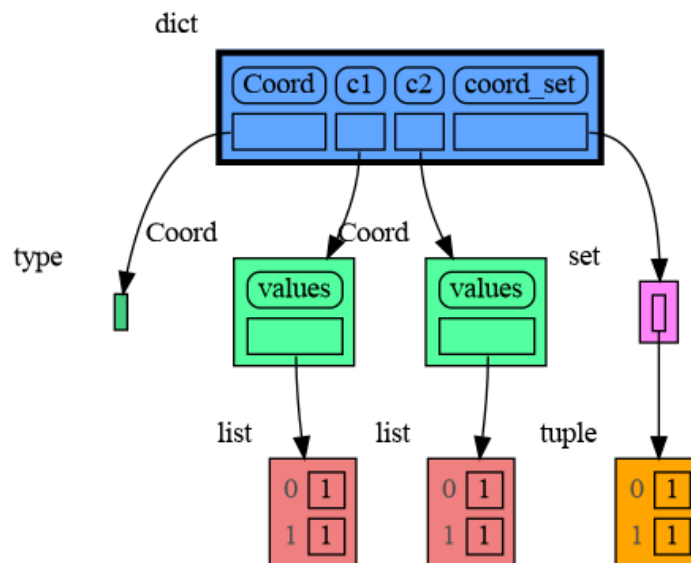 dict
Coord c1 c2 coord_set
type Coord Coord set
values values
list list tuple
0 1 0 1 0 1
1 1 1 1 1 1